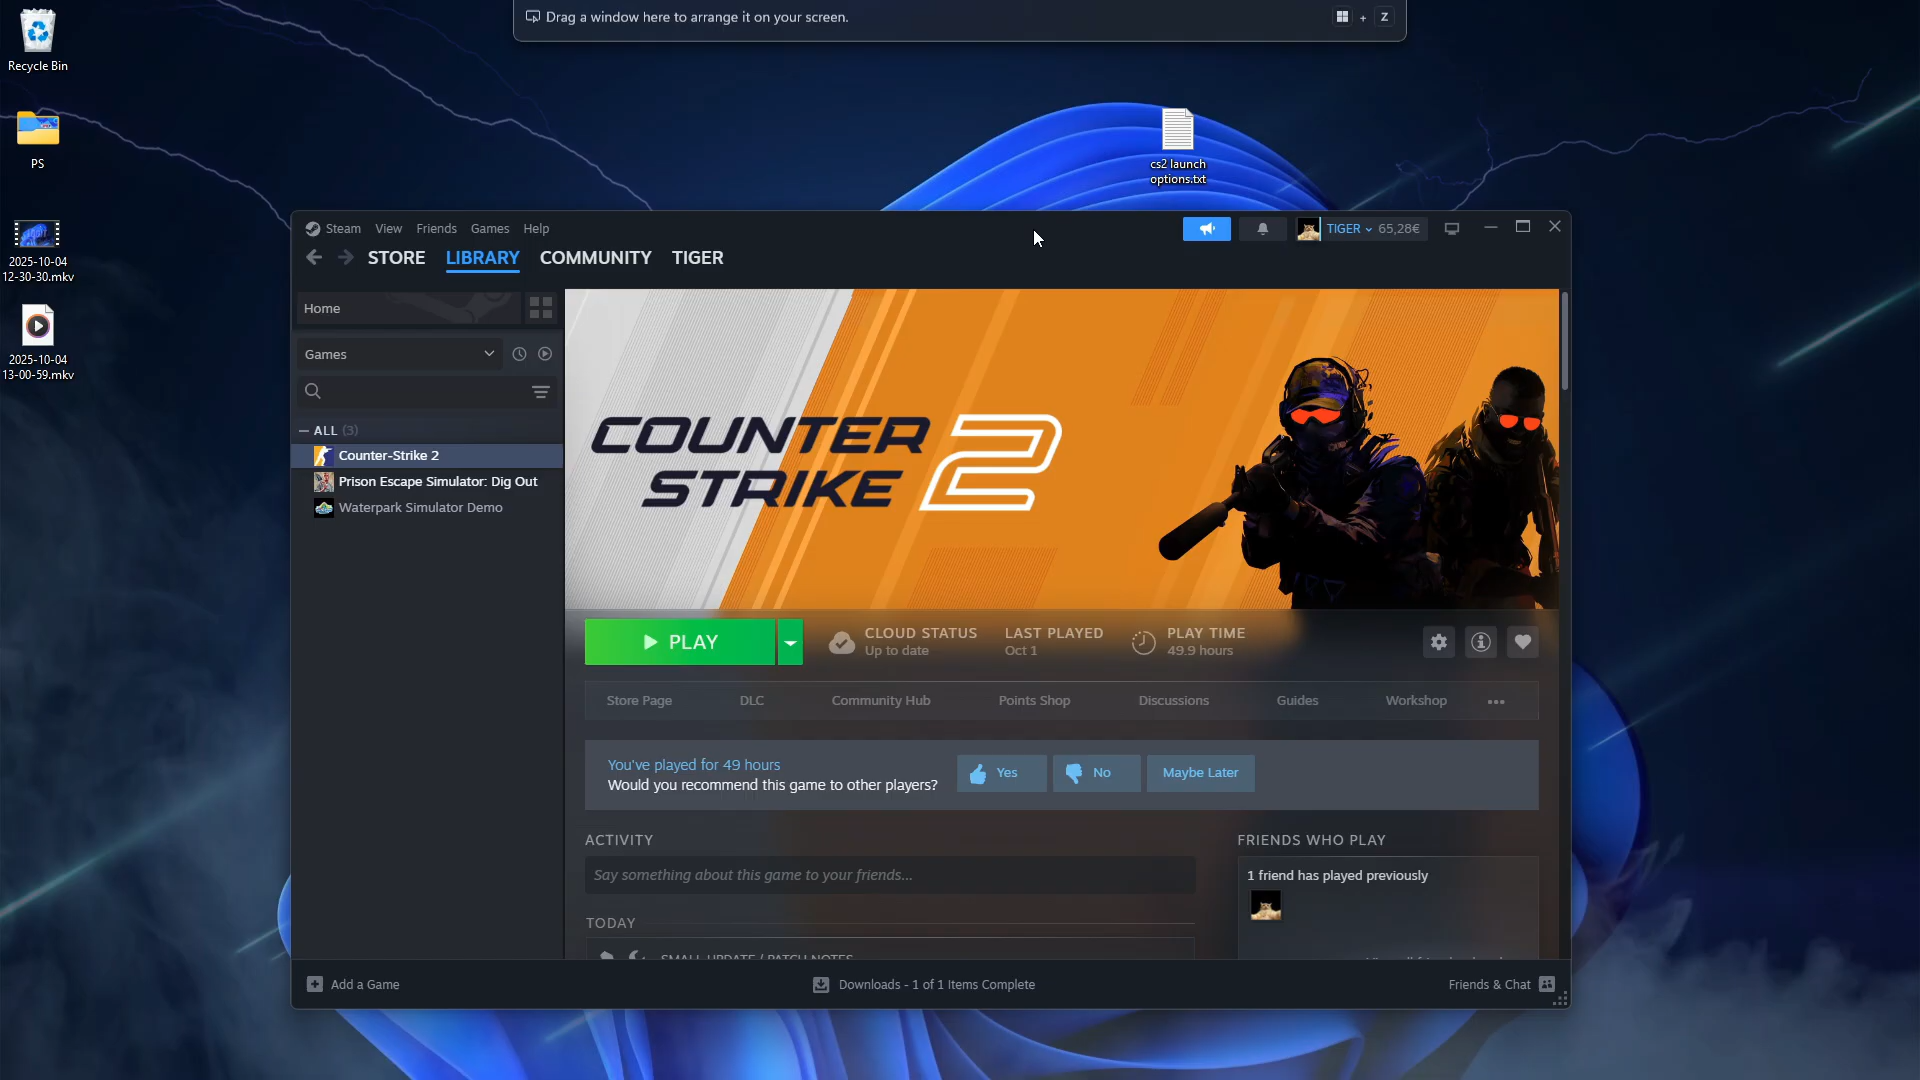 Drag a window here to arrange it on your screen.
+ Z
Recycle Bin
PS
2025-10-04
12-30-30.mkv
2025-10-04
13-00-59.mkv
cs2 launch
options.txt
Steam View Friends Games Help
TIGER 65,28€
STORE LIBRARY COMMUNITY TIGER
Home
Games
ALL (3)
Counter-Strike 2
Prison Escape Simulator: Dig Out
Waterpark Simulator Demo
COUNTER
STRIKE 2
PLAY
CLOUD STATUS
Up to date
LAST PLAYED
Oct 1
PLAY TIME
49.9 hours
Store Page DLC Community Hub Points Shop Discussions Guides Workshop
You've played for 49 hours
Would you recommend this game to other players?
Yes No Maybe Later
ACTIVITY
Say something about this game to your friends...
TODAY
SMALL UPDATE / PATCH NOTES
FRIENDS WHO PLAY
1 friend has played previously
Add a Game
Downloads - 1 of 1 Items Complete
Friends & Chat